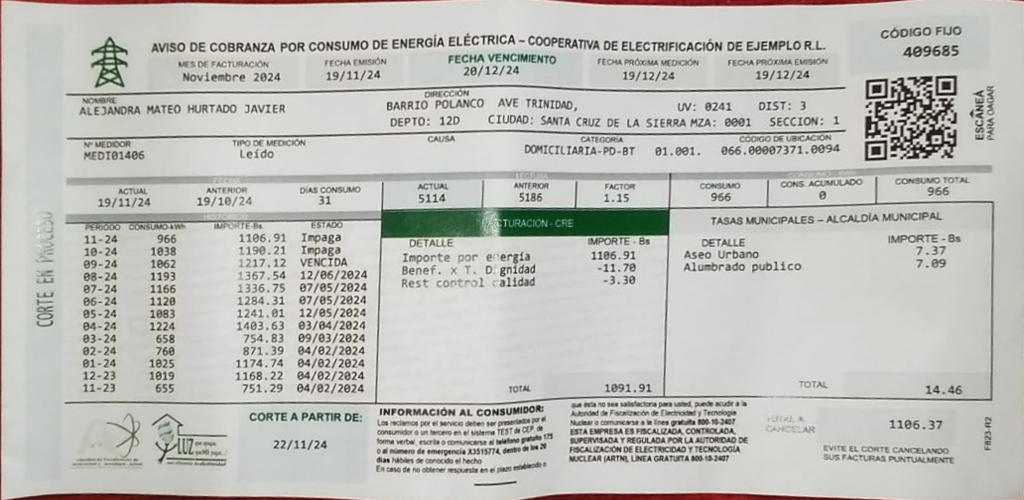 AVISO DE COBRANZA POR CONSUMO DE ENERGÍA ELÉCTRICA – COOPERATIVA DE ELECTRIFICACIÓN DE EJEMPLO R.L.
CÓDIGO FIJO
409685
MES DE FACTURACIÓN
Noviembre 2024
FECHA EMISIÓN
19/11/24
FECHA VENCIMIENTO
20/12/24
FECHA PRÓXIMA MEDICIÓN
19/12/24
FECHA PRÓXIMA EMISIÓN
19/12/24
NOMBRE
ALEJANDRA MATEO HURTADO JAVIER
DIRECCIÓN
BARRIO POLANCO AVE TRINIDAD, UV: 0241 DIST: 3
DEPTO: 12D CIUDAD: SANTA CRUZ DE LA SIERRA MZA: 0001 SECCION: 1
ESCANEÁ
PARA PAGAR
Nº MEDIDOR
MEDI01406
TIPO DE MEDICIÓN
Leído
CAUSA
CATEGORÍA
DOMICILIARIA-PD-BT 01.001.
CÓDIGO DE UBICACIÓN
066.00007371.0094
FECHA
ACTUAL ANTERIOR DÍAS CONSUMO
19/11/24 19/10/24 31
LECTURA
ACTUAL ANTERIOR FACTOR
5114 5186 1.15
CONSUMO - KWh
CONSUMO CONS. ACUMULADO CONSUMO TOTAL
966 0 966
CORTE EN PROCESO
HISTÓRICO
PERIODO CONSUMO-kWh IMPORTE-Bs ESTADO
11-24 966 1106.91 Impaga
10-24 1038 1190.21 Impaga
09-24 1062 1217.12 VENCIDA
08-24 1193 1367.54 12/06/2024
07-24 1166 1336.75 07/05/2024
06-24 1120 1284.31 07/05/2024
05-24 1083 1241.01 12/05/2024
04-24 1224 1403.63 03/04/2024
03-24 658 754.83 09/03/2024
02-24 760 871.39 04/02/2024
01-24 1025 1174.74 04/02/2024
12-23 1019 1168.22 04/02/2024
11-23 655 751.29 04/02/2024
FACTURACIÓN - CRE
DETALLE IMPORTE - Bs
Importe por energía 1106.91
Benef. x T. Dignidad -11.70
Rest control calidad -3.30
TOTAL 1091.91
TASAS MUNICIPALES – ALCALDÍA MUNICIPAL
DETALLE IMPORTE - Bs
Aseo Urbano 7.37
Alumbrado publico 7.09
TOTAL 14.46
LUZ
CORTE A PARTIR DE:
22/11/24
INFORMACIÓN AL CONSUMIDOR:
Los reclamos por el servicio deben ser presentados por el
consumidor o un tercero en el sistema TEST de CEP, de
forma verbal, escrita o comunicarse al teléfono gratuito 175
o al número de emergencia X3515774, dentro de los 20
días hábiles de conocido el hecho
En caso de no obtener respuesta en el plazo establecido o
que ésta no sea satisfactoria para usted, puede acudir a la
Autoridad de Fiscalización de Electricidad y Tecnología
Nuclear o comunicarse a la línea gratuita 800-10-2407
ESTA EMPRESA ES FISCALIZADA, CONTROLADA,
SUPERVISADA Y REGULADA POR LA AUTORIDAD DE
FISCALIZACIÓN DE ELECTRICIDAD Y TECNOLOGÍA
NUCLEAR (ARTN), LÍNEA GRATUITA 800-10-2407
TOTAL A
CANCELAR
1106.37
EVITE EL CORTE CANCELANDO
SUS FACTURAS PUNTUALMENTE
F823-R2